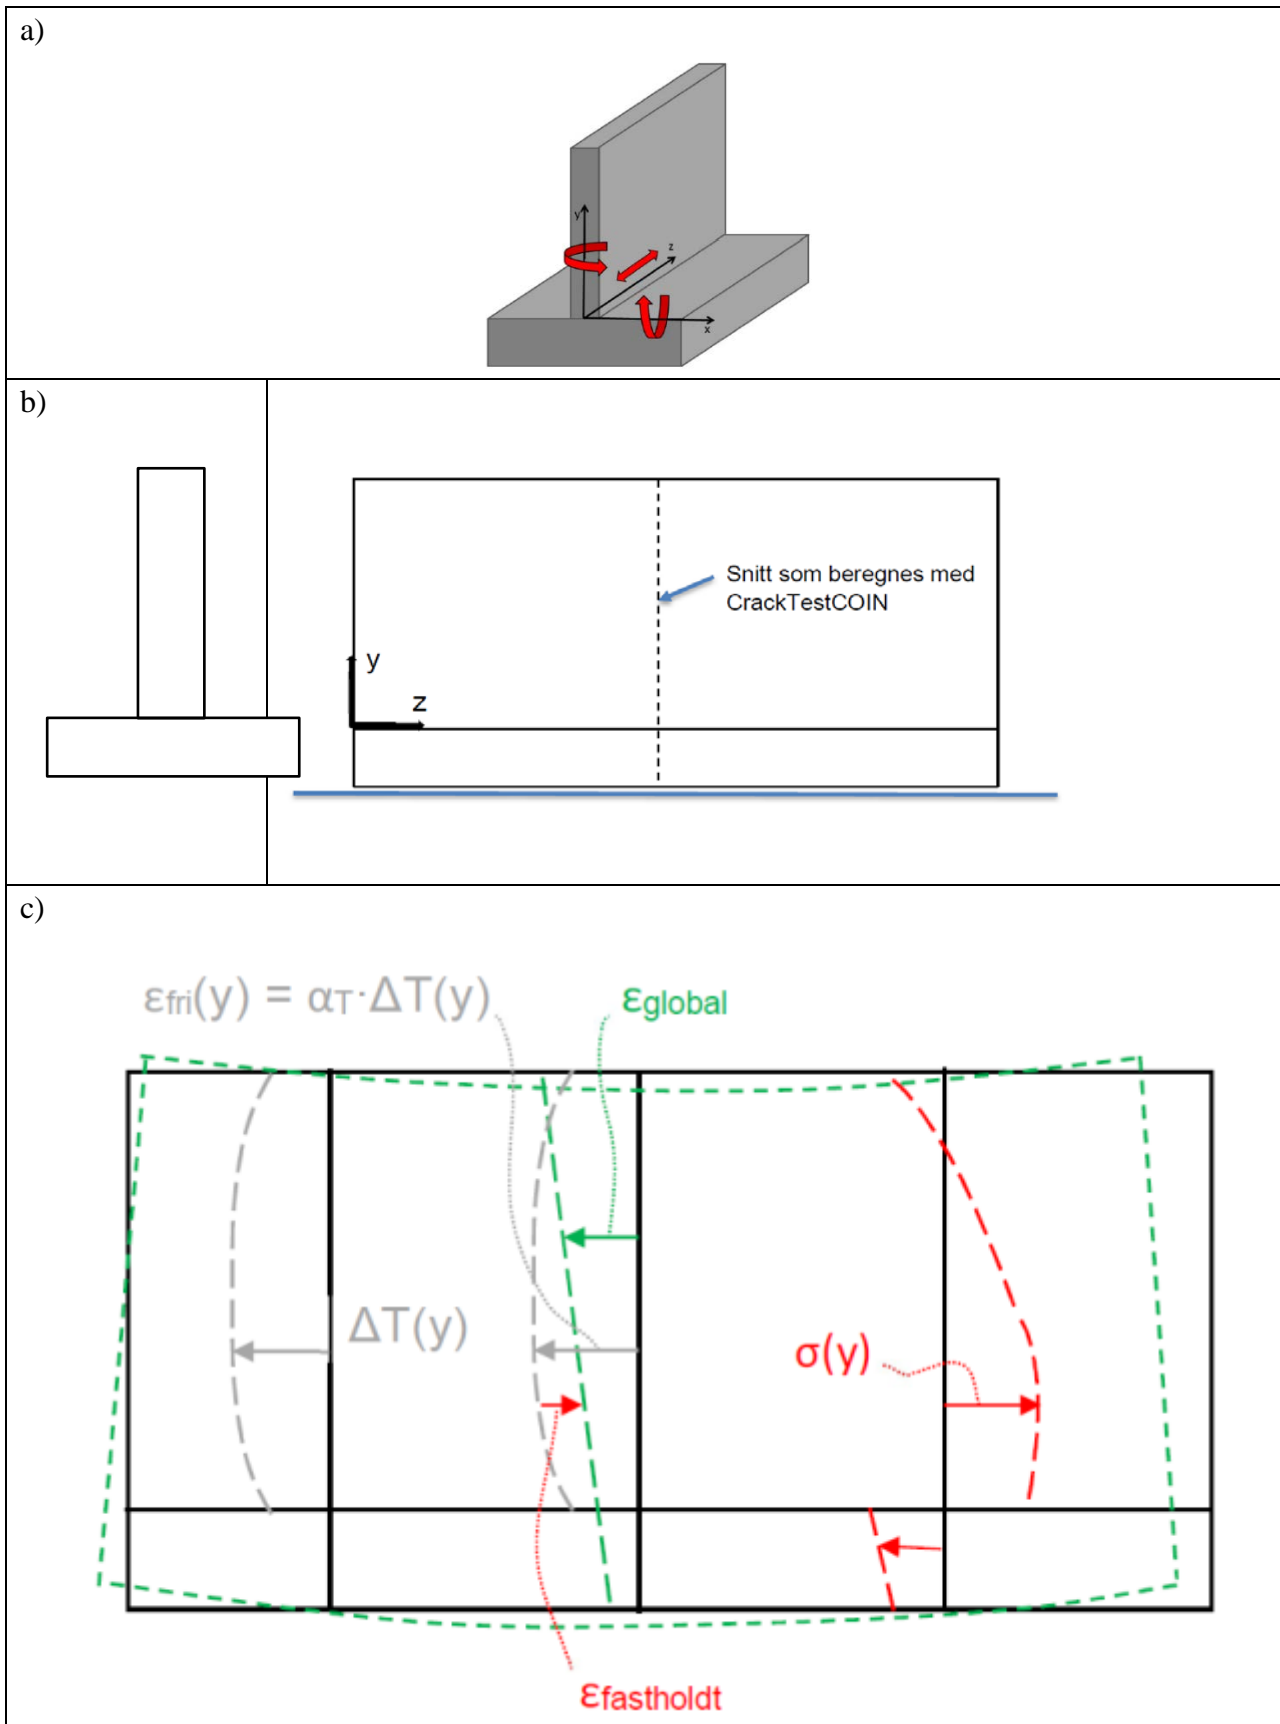 a)
y
z
x
b)
Snitt som beregnes med
CrackTestCOIN
y
z
c)
εfri(y) = αT·ΔT(y)
εglobal
ΔT(y)
σ(y)
εfastholdt